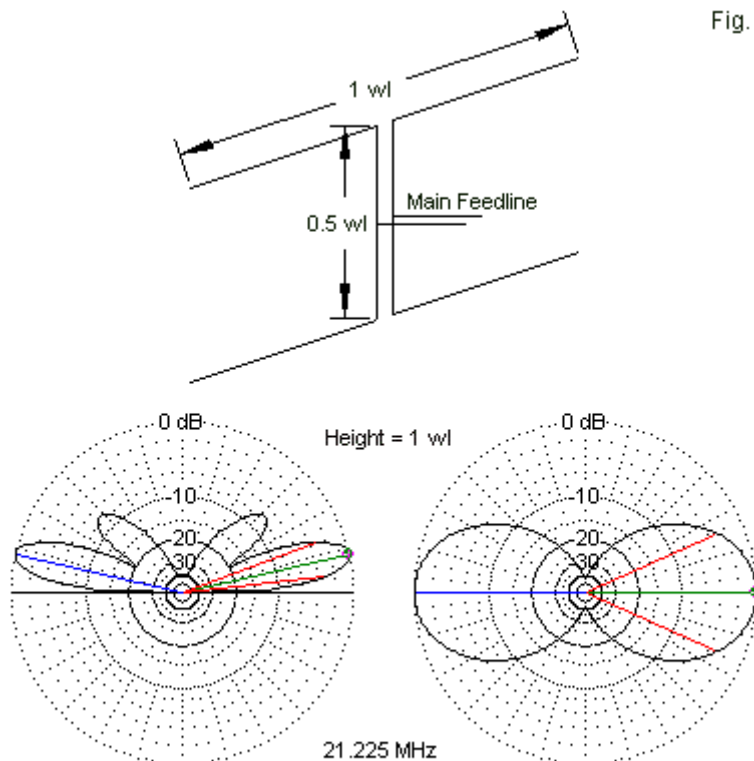 Fig.
1 wl
0.5 wl
Main Feedline
0 dB
Height = 1 wl
0 dB
-10
-10
20
30
20
30
21.225 MHz